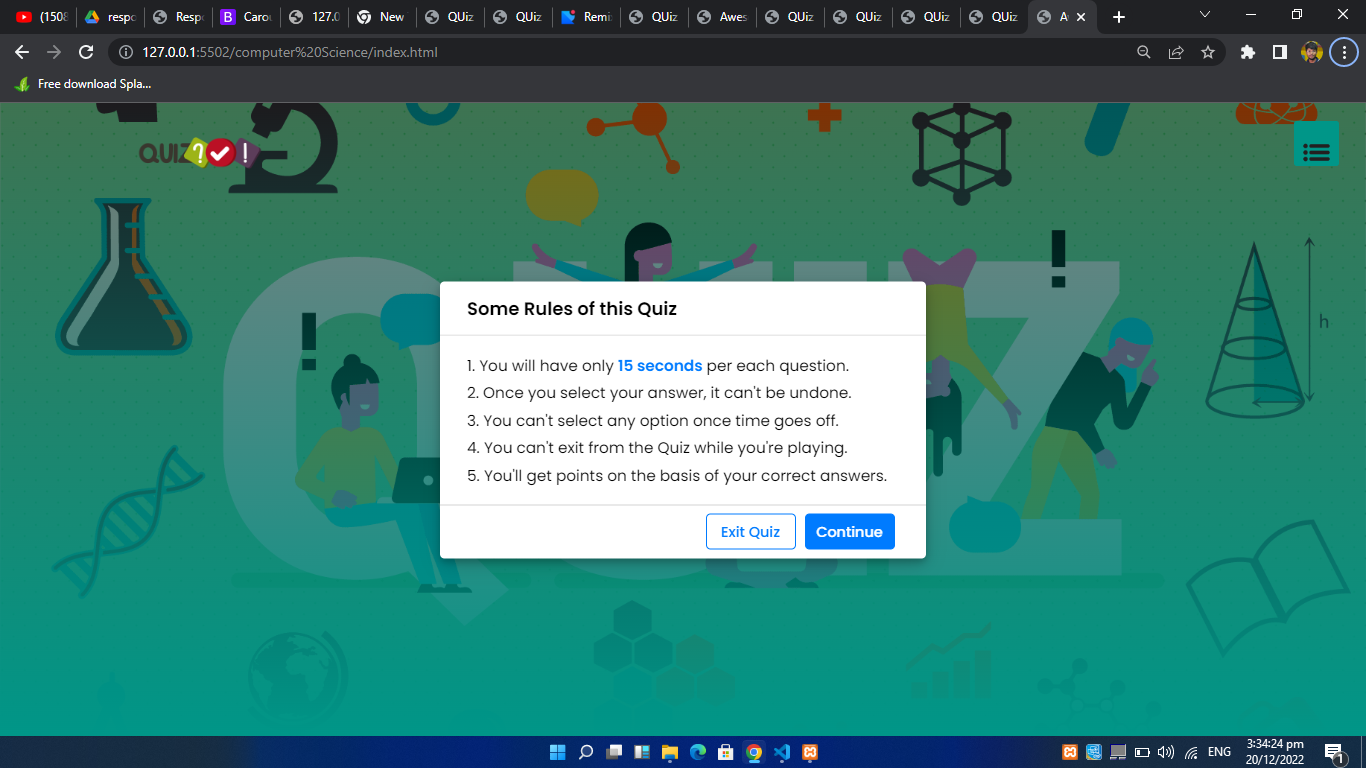 (1508
respo
Respo
Carou
127.0
New
QUiz
QUiz
Remi
QUiz
Awes
QUiz
QUiz
QUiz
QUiz
127.0.0.1:5502/computer%20Science/index.html
Free download Spla...
QUIZ?!
QUIZ
h
Some Rules of this Quiz
1. You will have only 15 seconds per each question.
2. Once you select your answer, it can't be undone.
3. You can't select any option once time goes off.
4. You can't exit from the Quiz while you're playing.
5. You'll get points on the basis of your correct answers.
Exit Quiz
Continue
ENG
3:34:24 pm
20/12/2022
1